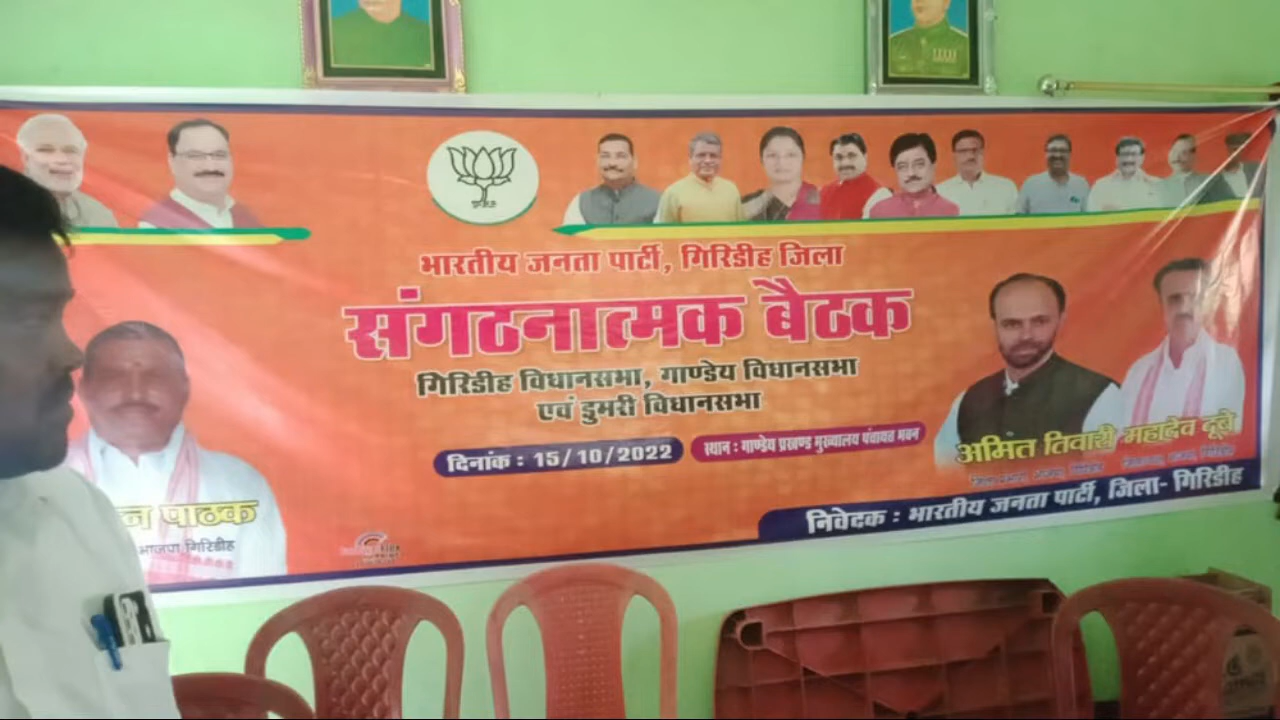 भारतीय जनता पार्टी, गिरिडीह जिला
संगठनात्मक बैठक
गिरिडीह विधानसभा, गाण्डेय विधानसभा
एवं डुमरी विधानसभा
दिनांक : 15/10/2022
स्थान : गाण्डेय प्रखण्ड मुख्यालय पंचायत भवन
पाठक
भाजपा गिरिडीह
अमित तिवारी महादेव दूबे
निवेदक : भारतीय जनता पार्टी, जिला- गिरिडीह